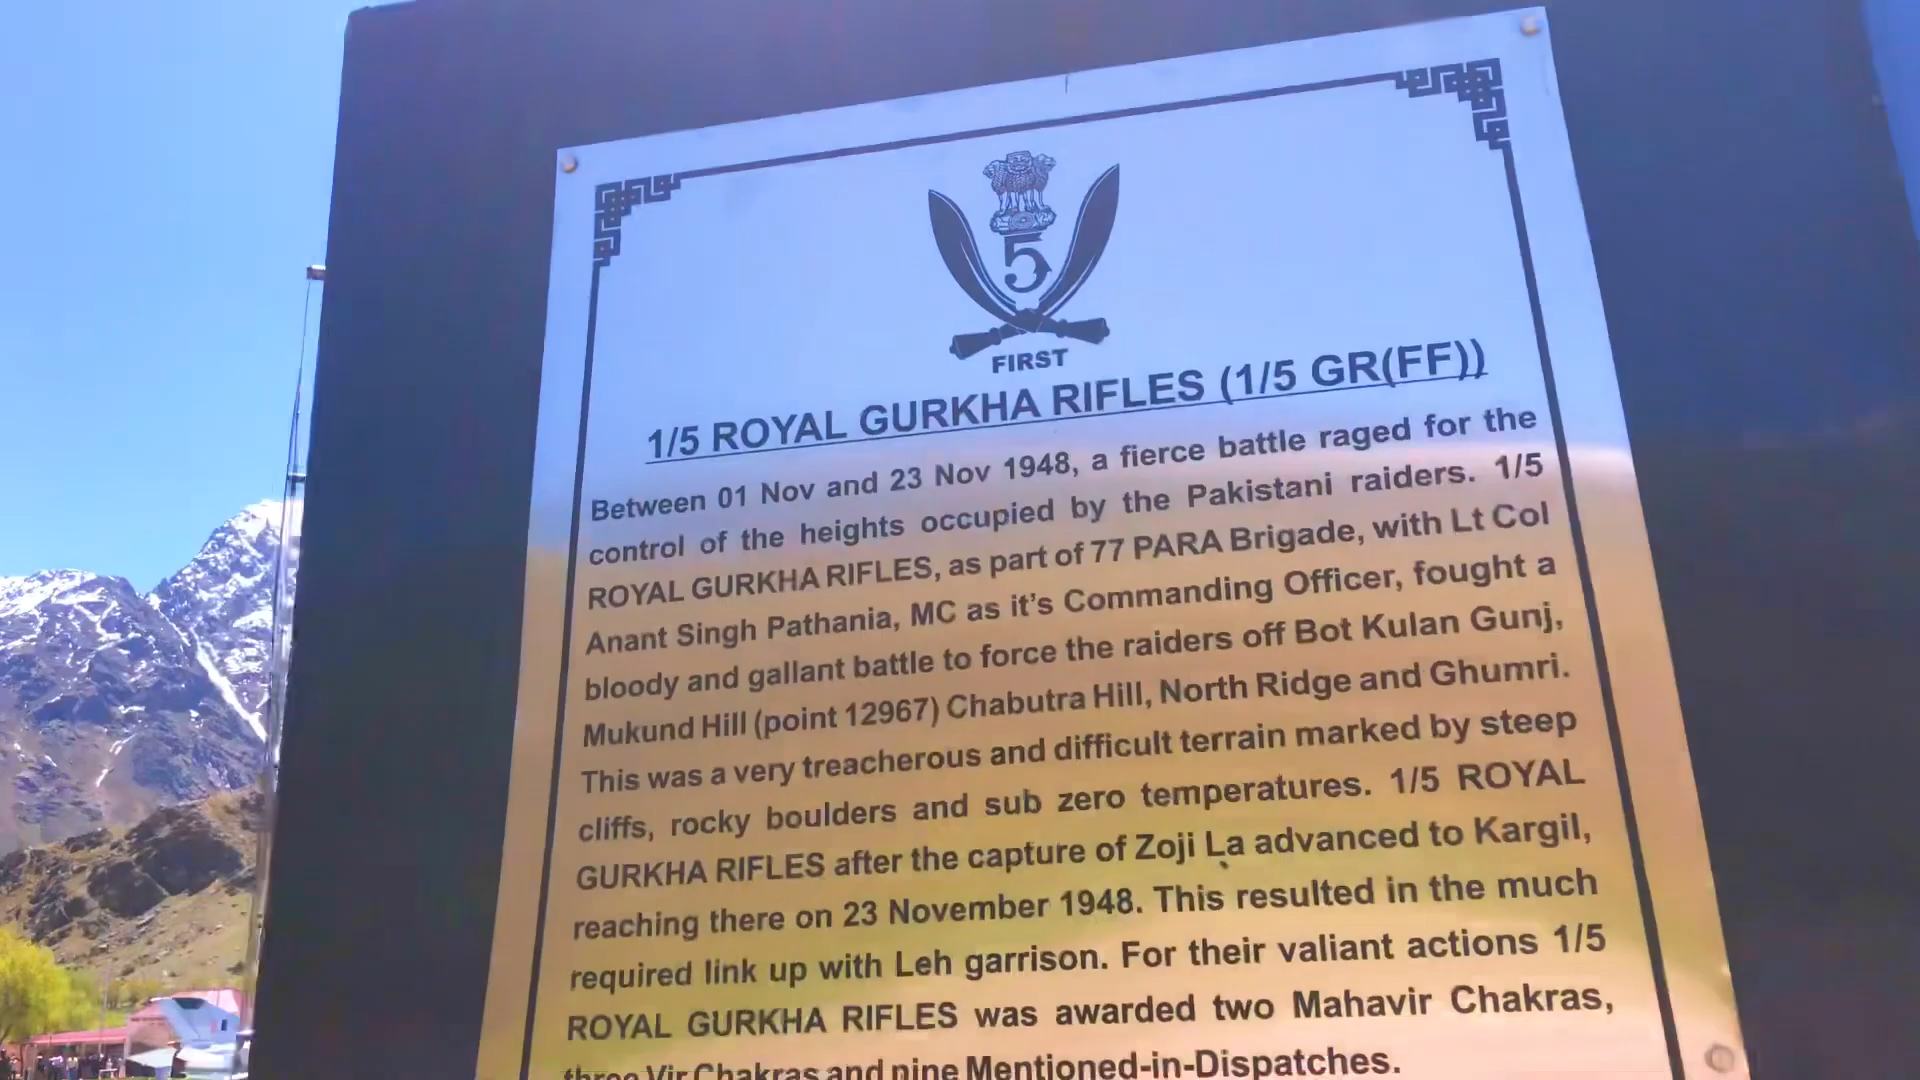 5
FIRST
1/5 ROYAL GURKHA RIFLES (1/5 GR(FF))
Between 01 Nov and 23 Nov 1948, a fierce battle raged for the
control of the heights occupied by the Pakistani raiders. 1/5
ROYAL GURKHA RIFLES, as part of 77 PARA Brigade, with Lt Col
Anant Singh Pathania, MC as it's Commanding Officer, fought a
bloody and gallant battle to force the raiders off Bot Kulan Gunj,
Mukund Hill (point 12967) Chabutra Hill, North Ridge and Ghumri.
This was a very treacherous and difficult terrain marked by steep
cliffs, rocky boulders and sub zero temperatures. 1/5 ROYAL
GURKHA RIFLES after the capture of Zoji La advanced to Kargil,
reaching there on 23 November 1948. This resulted in the much
required link up with Leh garrison. For their valiant actions 1/5
ROYAL GURKHA RIFLES was awarded two Mahavir Chakras,
three Vir Chakras and nine Mentioned-in-Dispatches.